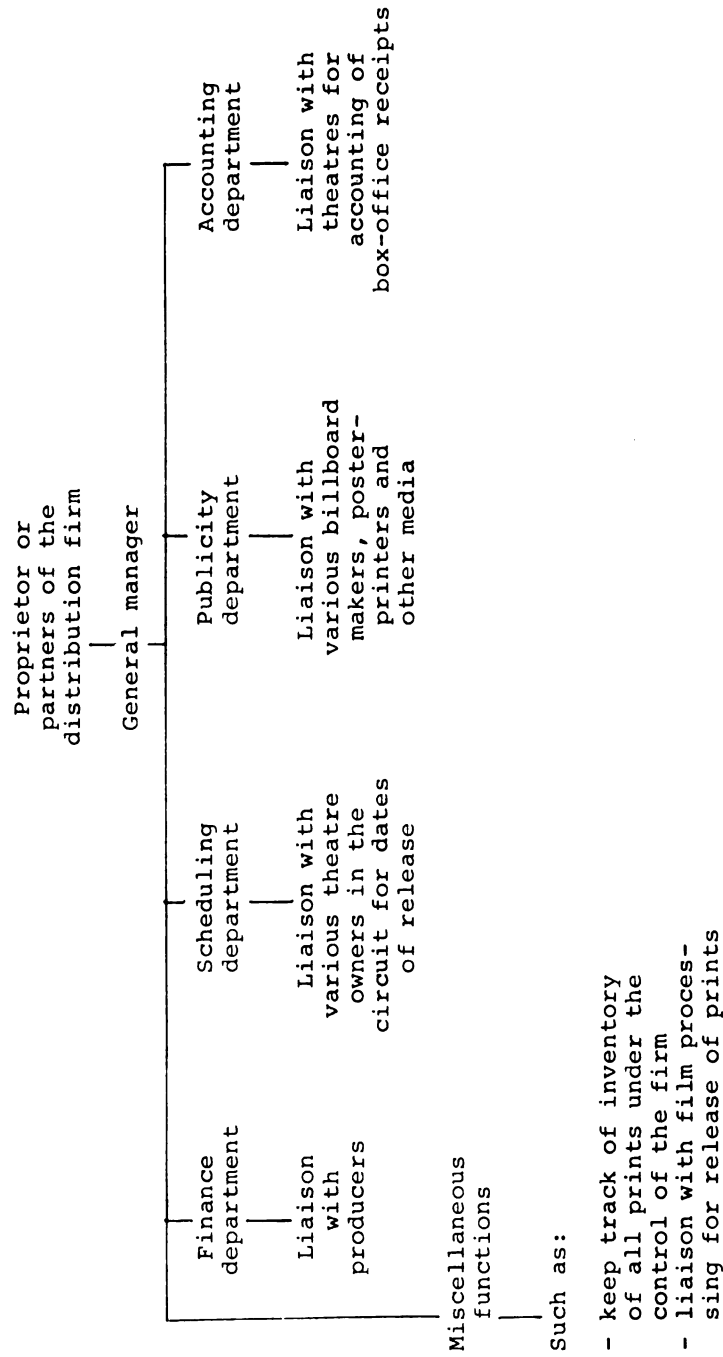 Proprietor or
partners of the
distribution firm
General manager
Finance
department
Liaison
with
producers
Scheduling
department
Liaison with
various theatre
owners in the
circuit for dates
of release
Publicity
department
Liaison with
various billboard
makers, poster-
printers and
other media
Accounting
department
Liaison with
theatres for
accounting of
box-office receipts
Miscellaneous
functions
Such as:
- keep track of inventory
of all prints under the
control of the firm
- liaison with film proces-
sing for release of prints